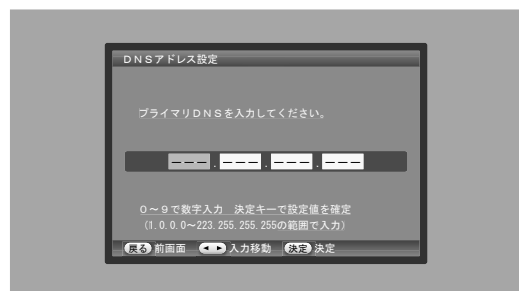 DNSアドレス設定
プライマリDNSを入力してください。
---.---.---.---
0～9で数字入力 決定キーで設定値を確定
(1.0.0.0～223.255.255.255の範囲で入力)
戻る 前画面 ◀ ▶ 入力移動 決定 決定